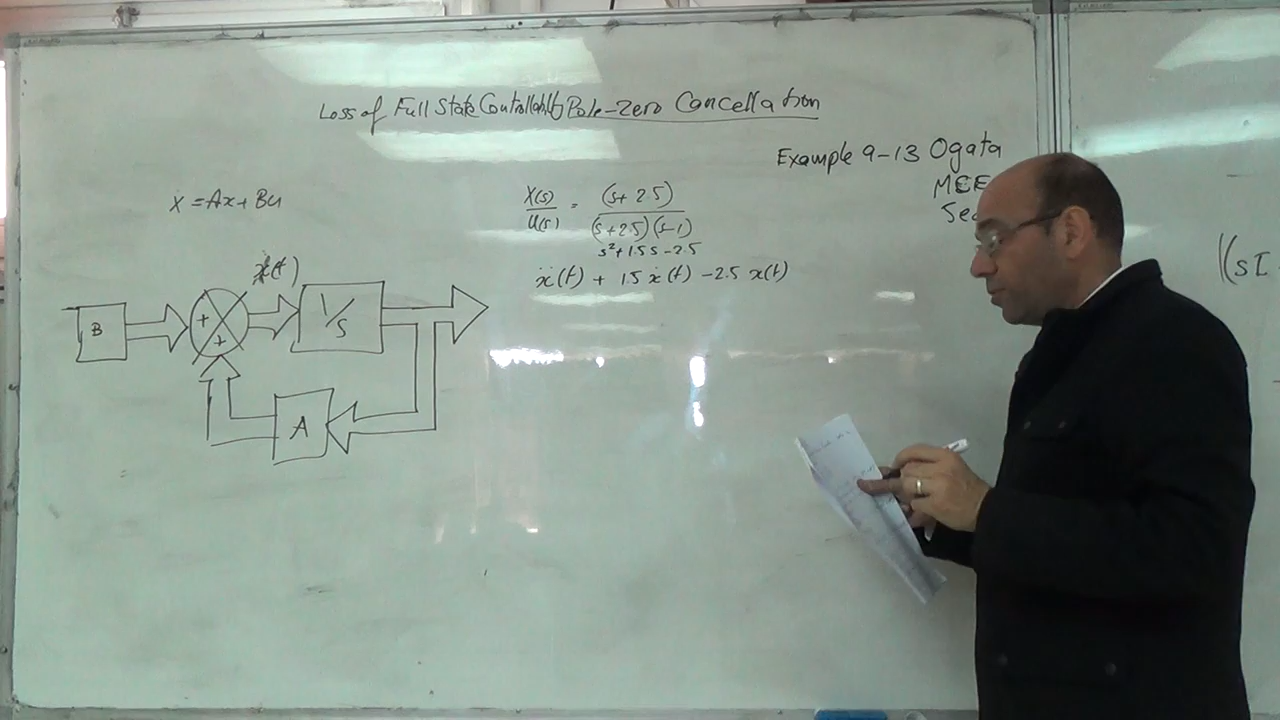 Loss of Full State Controllability Pole-Zero Cancellation
Example 9-13 Ogata
MEE
Sec
ẋ = Ax + Bu
X(s)/U(s) = (s+2.5)/(s+2.5)(s-1)
s²+1.5s-2.5
ẍ(t) + 1.5 ẋ(t) - 2.5 x(t)
ẋ(t)
B
+
+
1/s
A
((sI